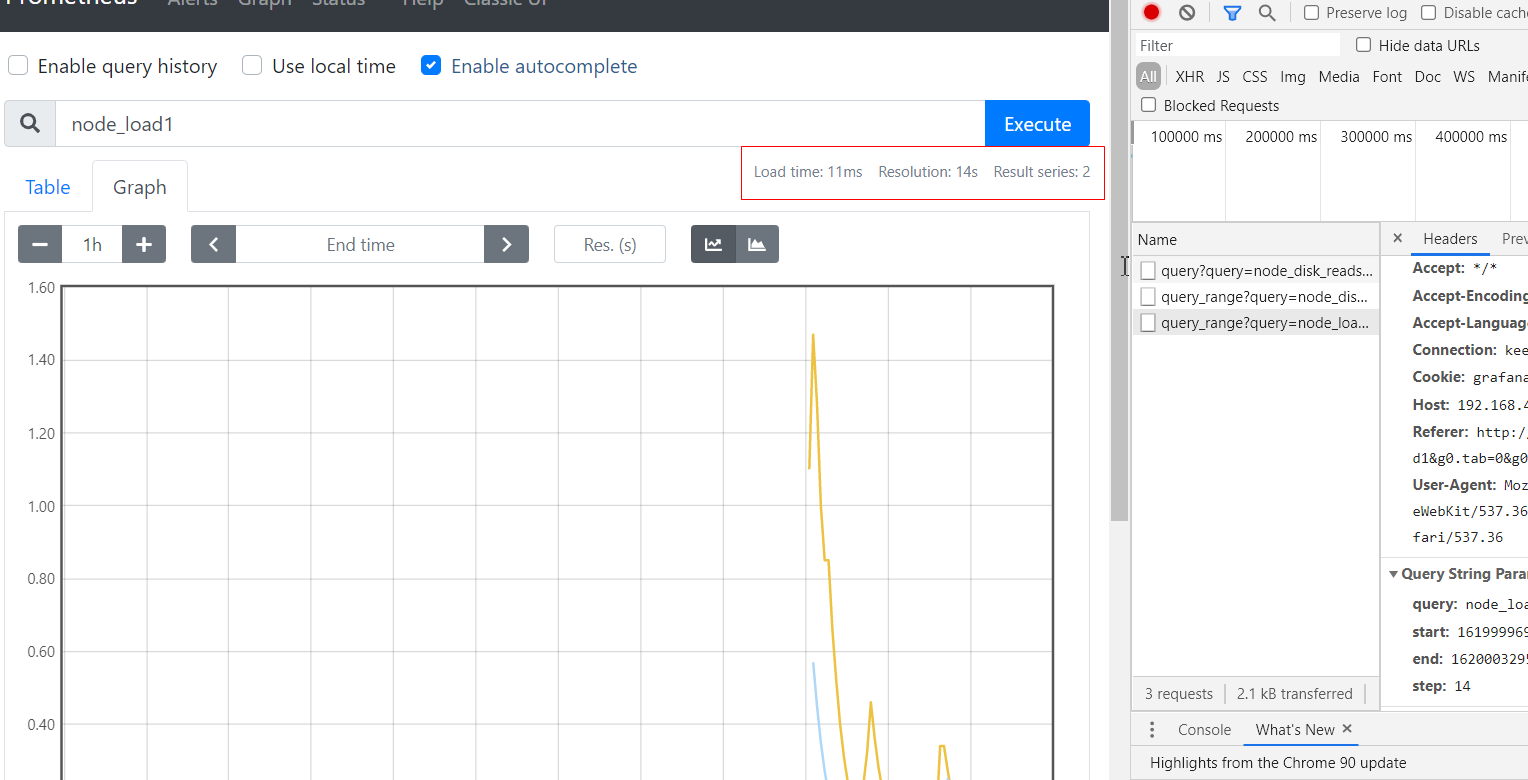 Prometheus Alerts Graph Status Help Classic UI
Enable query history Use local time Enable autocomplete
node_load1 Execute
Load time: 11ms Resolution: 14s Result series: 2
Table Graph
1h End time Res. (s)
1.60
1.40
1.20
1.00
0.80
0.60
0.40
Preserve log Disable cache
Filter Hide data URLs
All XHR JS CSS Img Media Font Doc WS Manife
Blocked Requests
100000 ms 200000 ms 300000 ms 400000 ms
Name
query?query=node_disk_reads...
query_range?query=node_dis...
query_range?query=node_loa...
3 requests 2.1 kB transferred
Headers Prev
Accept: */*
Accept-Encoding
Accept-Language
Connection: kee
Cookie: grafana
Host: 192.168.4
Referer: http:/
d1&g0.tab=0&g0
User-Agent: Moz
eWebKit/537.36
fari/537.36
Query String Para
query: node_loa
start: 161999969
end: 1620003295
step: 14
Console What's New
Highlights from the Chrome 90 update